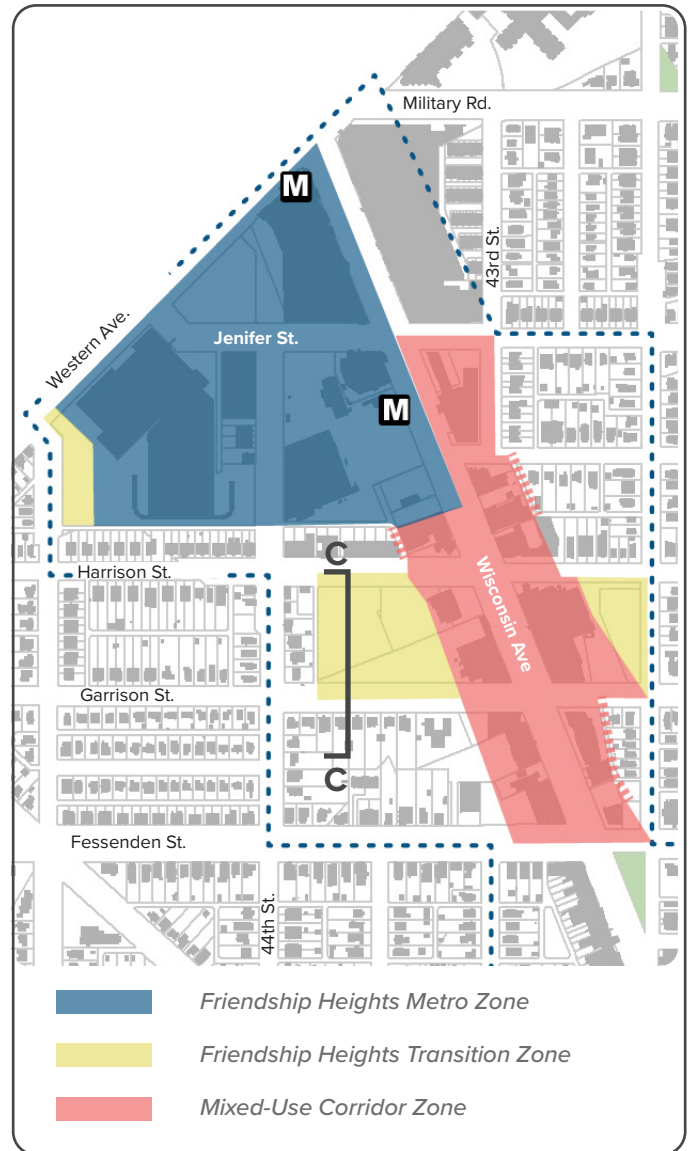 Military Rd.
M
43rd St.
Western Ave.
Jenifer St.
M
Wisconsin Ave
C
Harrison St.
Garrison St.
C
Fessenden St.
44th St.
Friendship Heights Metro Zone
Friendship Heights Transition Zone
Mixed-Use Corridor Zone